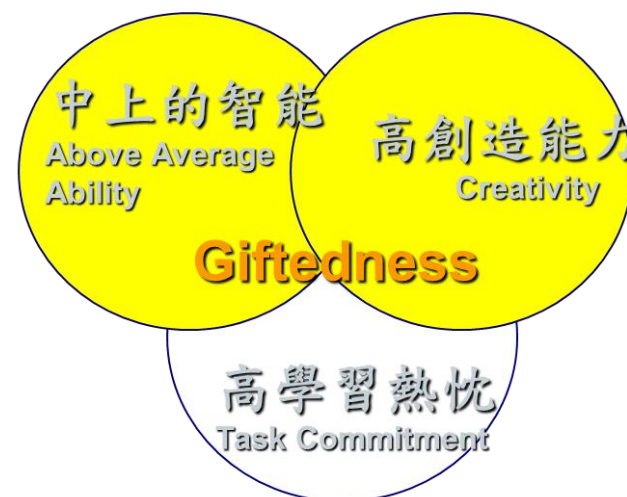 中上的智能
Above Average
Ability
高創造能力
Creativity
Giftedness
高學習熱忱
Task Commitment